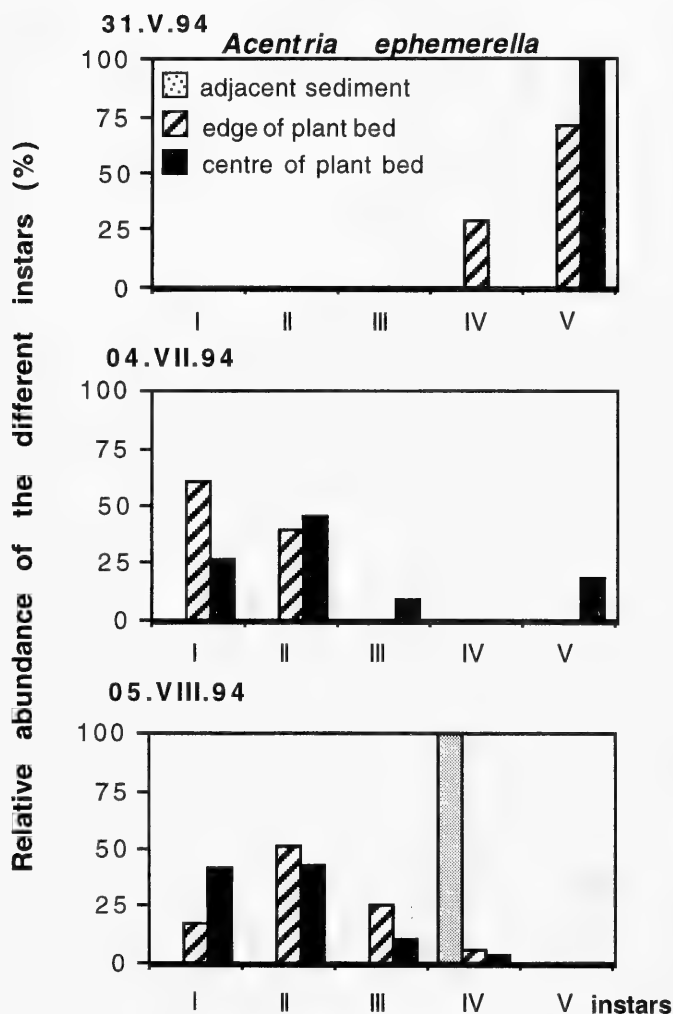 31.V.94
Acentria ephemerella
Relative abundance of the different instars (%)
100
75
50
25
0
adjacent sediment
edge of plant bed
centre of plant bed
I II III IV V
04.VII.94
100
75
50
25
0
I II III IV V
05.VIII.94
100
75
50
25
0
I II III IV V instars